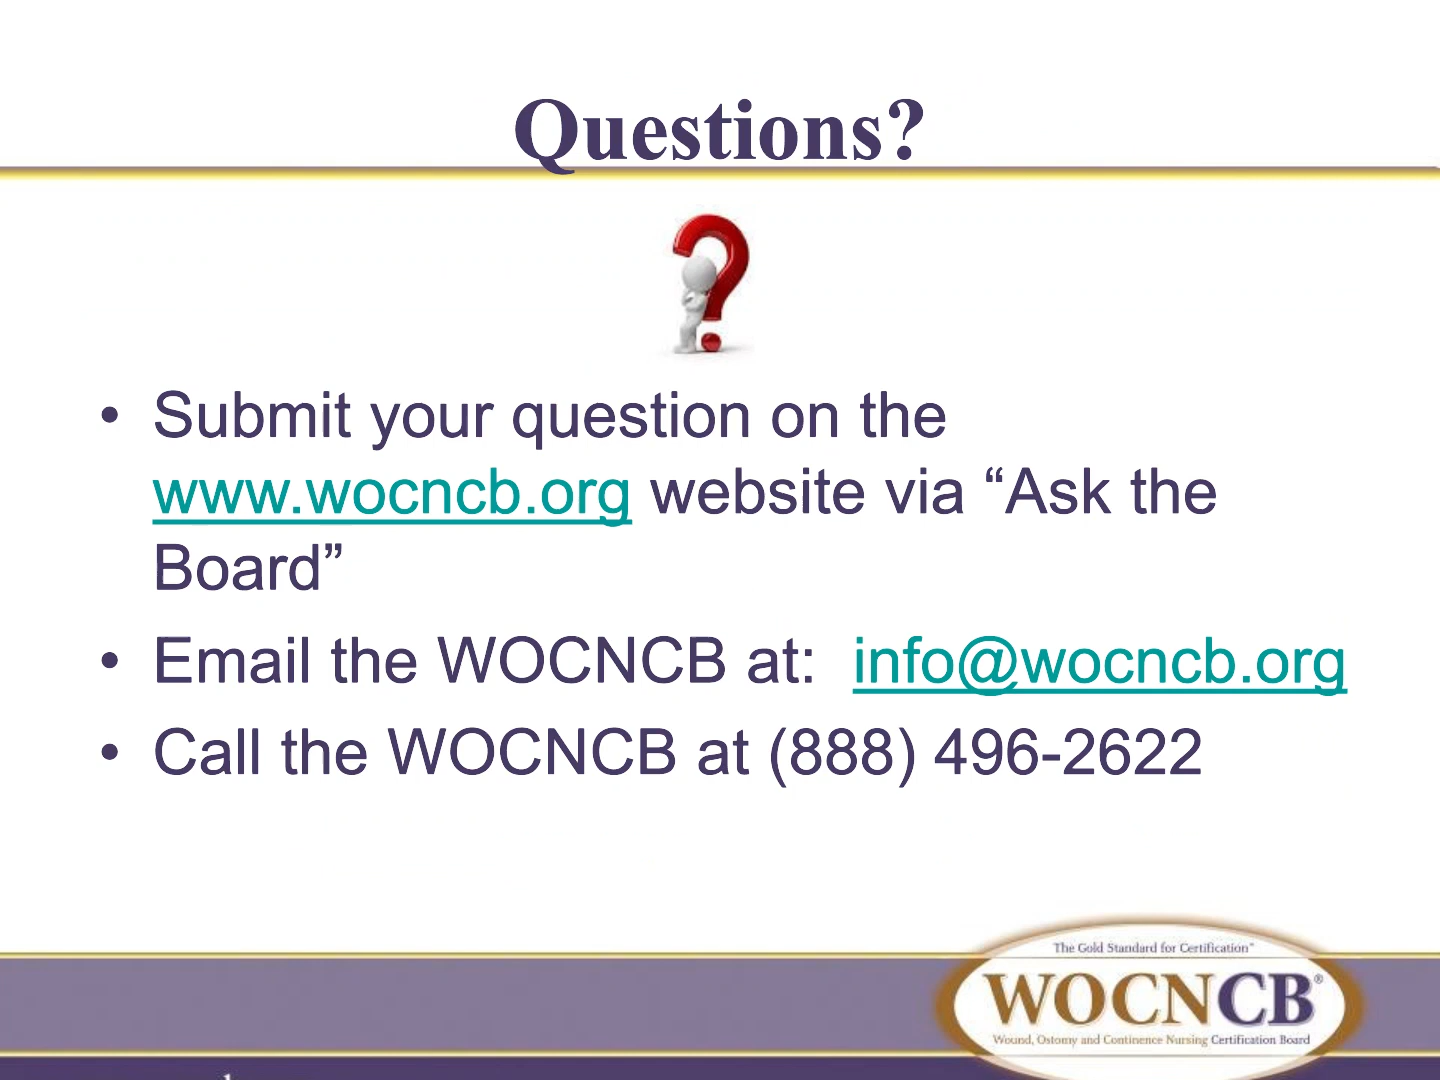 Questions?
• Submit your question on the
www.wocncb.org website via “Ask the
Board”
• Email the WOCNCB at:  info@wocncb.org
• Call the WOCNCB at (888) 496-2622
The Gold Standard for Certification™
WOCNCB®
Wound, Ostomy and Continence Nursing Certification Board